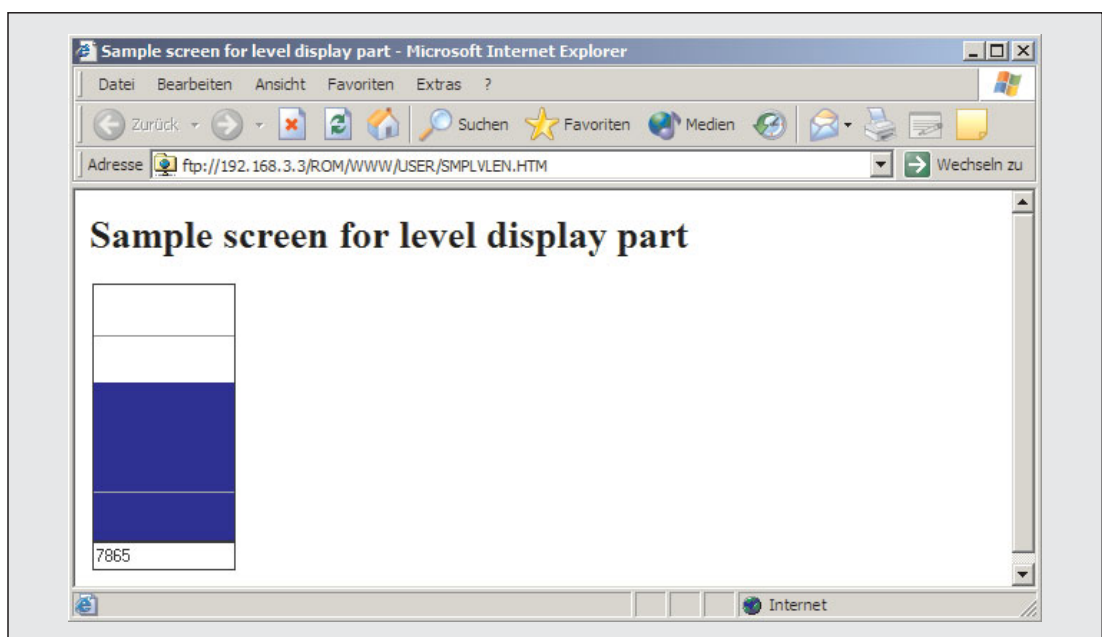 Sample screen for level display part - Microsoft Internet Explorer
Datei Bearbeiten Ansicht Favoriten Extras ?
Zurück Suchen Favoriten Medien
Adresse ftp://192.168.3.3/ROM/WWW/USER/SMPLVLEN.HTM Wechseln zu
Sample screen for level display part
7865
Internet